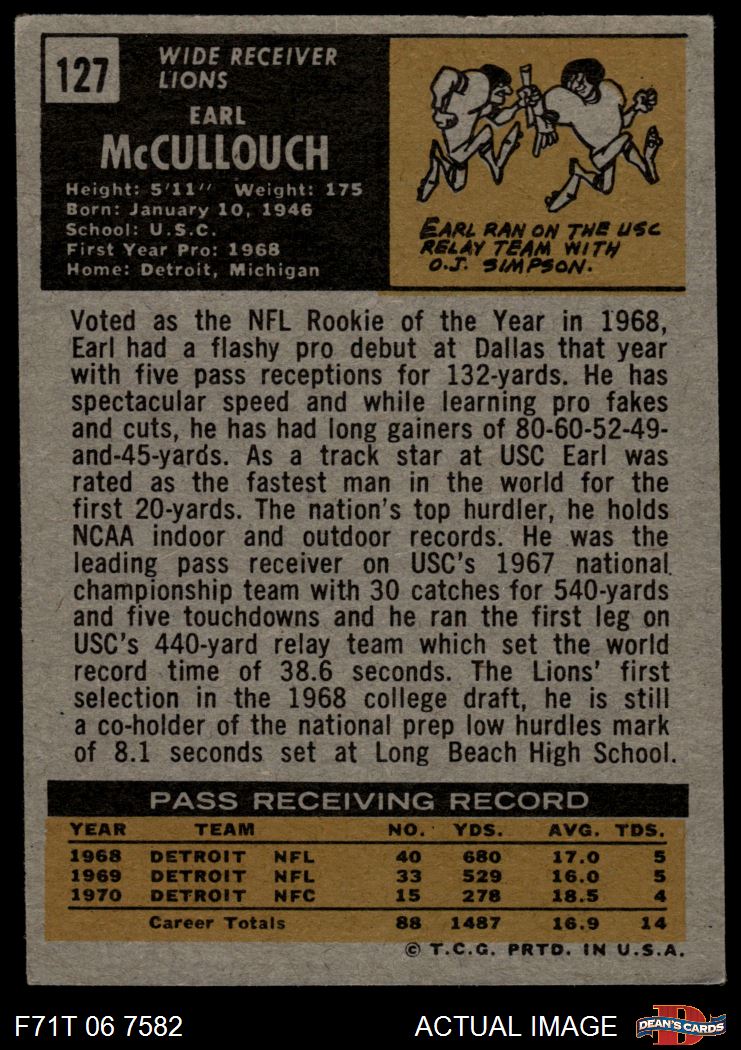 127
WIDE RECEIVER
LIONS
EARL
McCULLOUCH
Height: 5'11" Weight: 175
Born: January 10, 1946
School: U.S.C.
First Year Pro: 1968
Home: Detroit, Michigan
EARL RAN ON THE USC
RELAY TEAM WITH
O.J. SIMPSON.
Voted as the NFL Rookie of the Year in 1968,
Earl had a flashy pro debut at Dallas that year
with five pass receptions for 132-yards. He has
spectacular speed and while learning pro fakes
and cuts, he has had long gainers of 80-60-52-49-
and-45-yards. As a track star at USC Earl was
rated as the fastest man in the world for the
first 20-yards. The nation's top hurdler, he holds
NCAA indoor and outdoor records. He was the
leading pass receiver on USC's 1967 national
championship team with 30 catches for 540-yards
and five touchdowns and he ran the first leg on
USC's 440-yard relay team which set the world
record time of 38.6 seconds. The Lions' first
selection in the 1968 college draft, he is still
a co-holder of the national prep low hurdles mark
of 8.1 seconds set at Long Beach High School.
PASS RECEIVING RECORD
YEAR TEAM NO. YDS. AVG. TDS.
1968 DETROIT NFL 40 680 17.0 5
1969 DETROIT NFL 33 529 16.0 5
1970 DETROIT NFC 15 278 18.5 4
Career Totals 88 1487 16.9 14
© T.C.G. PRTD. IN U.S.A.
F71T 06 7582 ACTUAL IMAGE DEAN'S CARDS